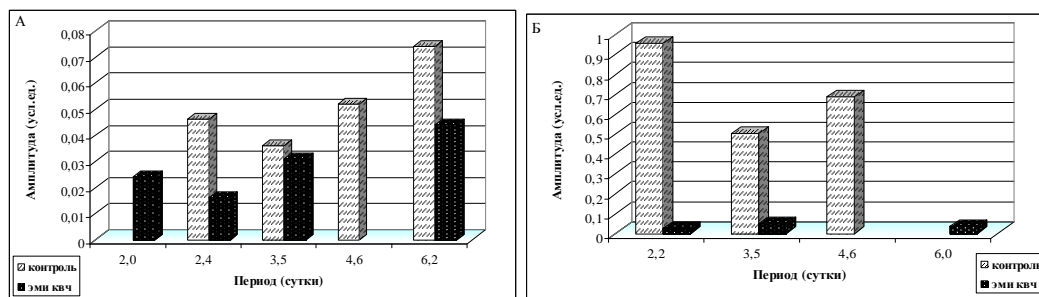 А
Амплитуда (усл.ед.)
0,08
0,07
0,06
0,05
0,04
0,03
0,02
0,01
0
2,0 2,4 3,5 4,6 6,2
Период (сутки)
контроль
эми квч
Б
Амплитуда (усл.ед.)
1
0,9
0,8
0,7
0,6
0,5
0,4
0,3
0,2
0,1
0
2,2 3,5 4,6 6,0
Период (сутки)
контроль
эми квч